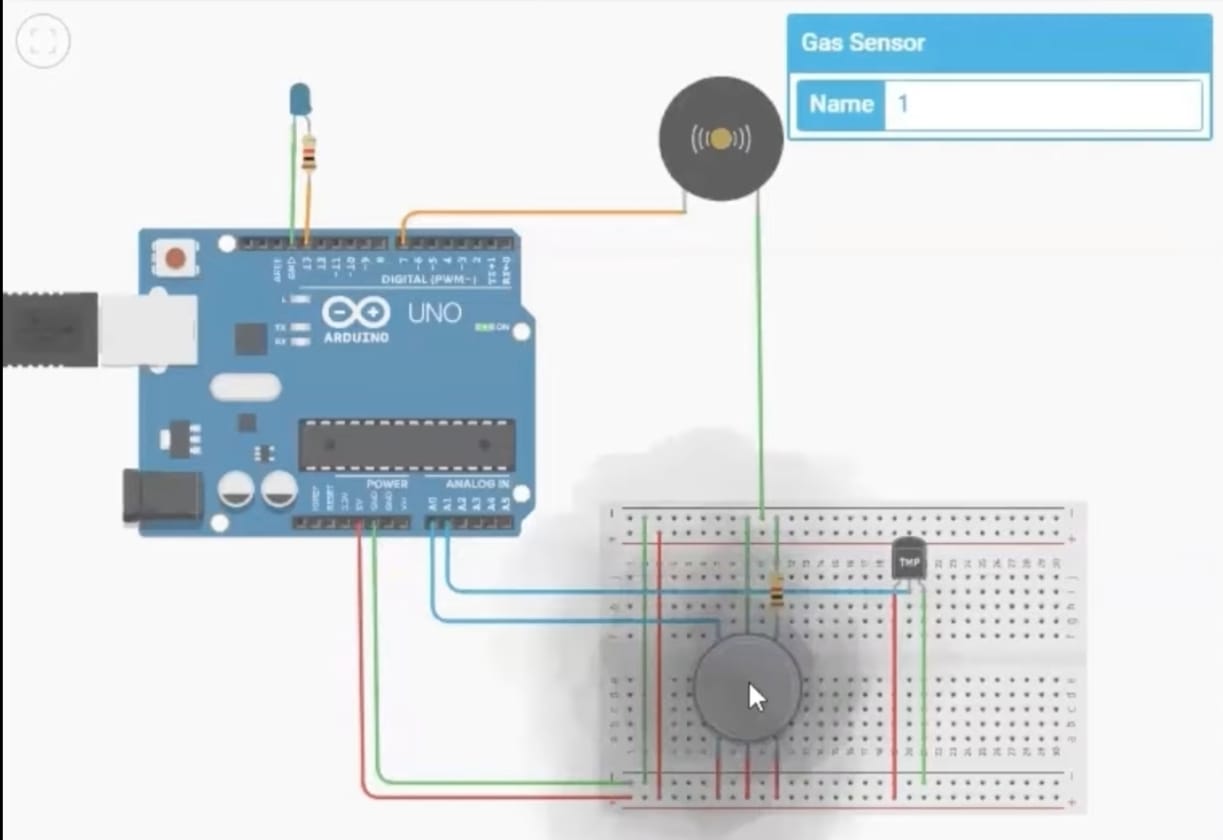 Gas Sensor
Name 1
AREF
GND
13
12
~11
~10
~9
8
7
~6
~5
4
~3
2
TX→1
RX←0
DIGITAL (PWM~)
L
TX
RX
UNO
ARDUINO
ON
POWER
ANALOG IN
IOREF
RESET
3.3V
5V
GND
GND
Vin
A0
A1
A2
A3
A4
A5
TMP